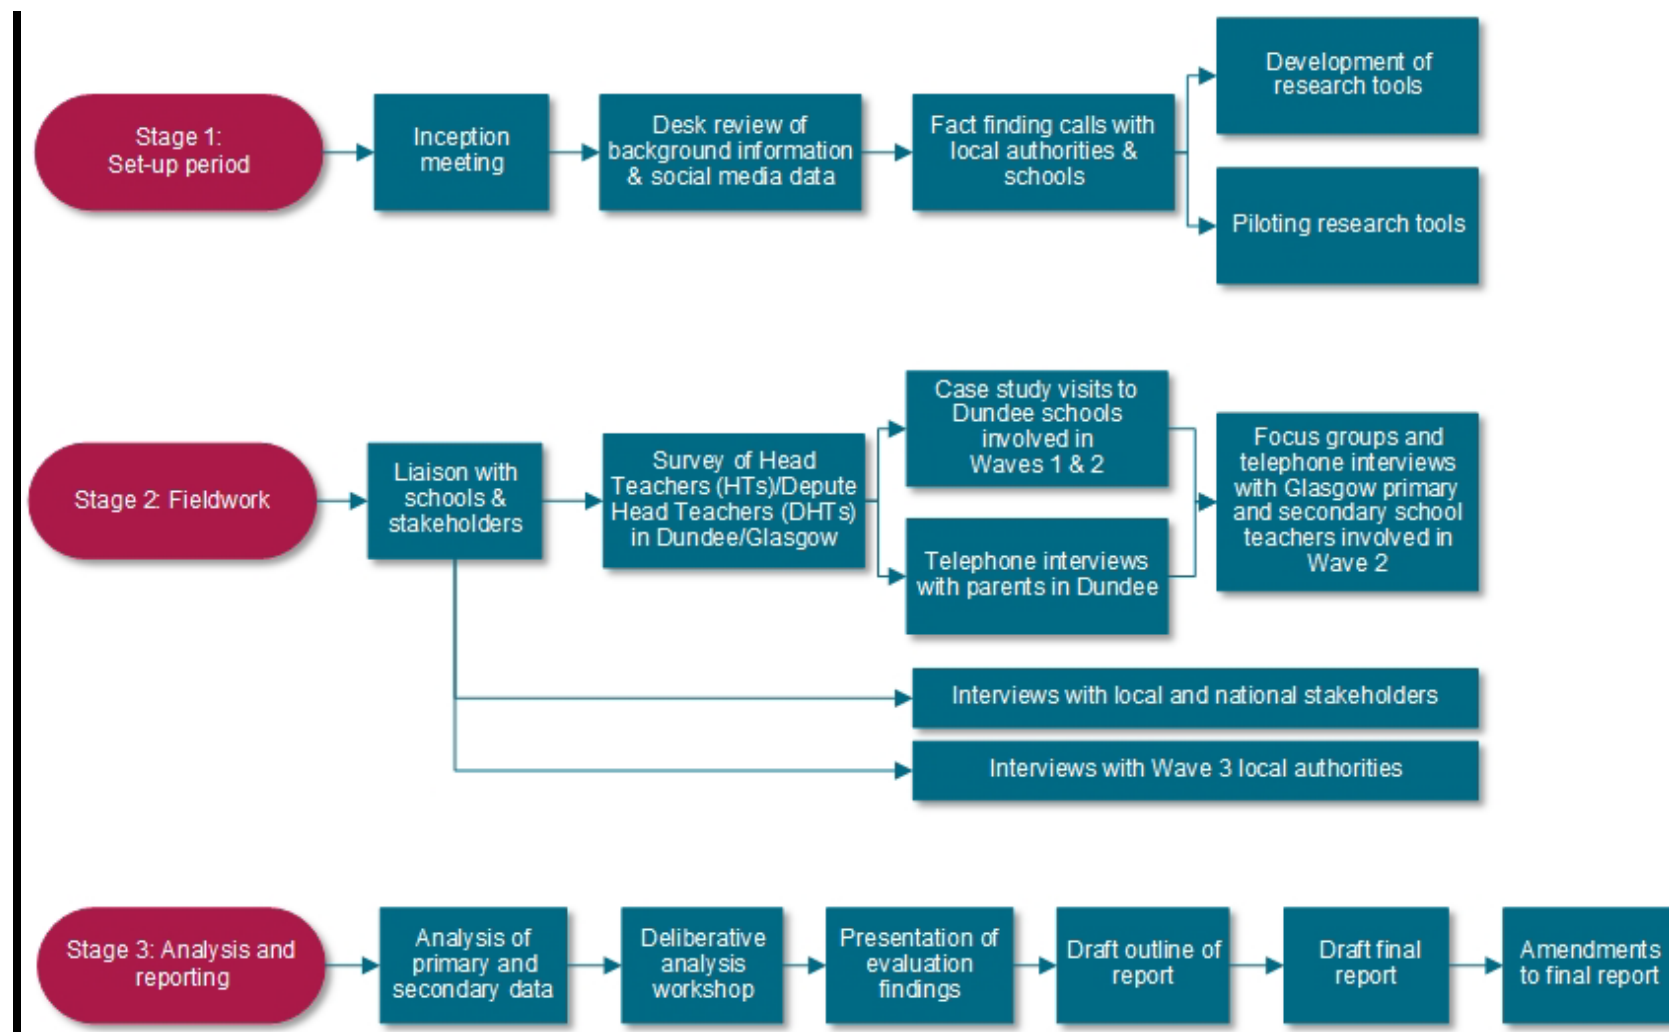 Stage 1:
Set-up period
Inception
meeting
Desk review of
background information
& social media data
Fact finding calls with
local authorities &
schools
Development of
research tools
Piloting research tools
Stage 2: Fieldwork
Liaison with
schools &
stakeholders
Survey of Head
Teachers (HTs)/Depute
Head Teachers (DHTs)
in Dundee/Glasgow
Case study visits to
Dundee schools
involved in
Waves 1 & 2
Telephone interviews
with parents in Dundee
Focus groups and
telephone interviews
with Glasgow primary
and secondary school
teachers involved in
Wave 2
Interviews with local and national stakeholders
Interviews with Wave 3 local authorities
Stage 3: Analysis and
reporting
Analysis of
primary and
secondary data
Deliberative
analysis
workshop
Presentation of
evaluation
findings
Draft outline of
report
Draft final
report
Amendments
to final report